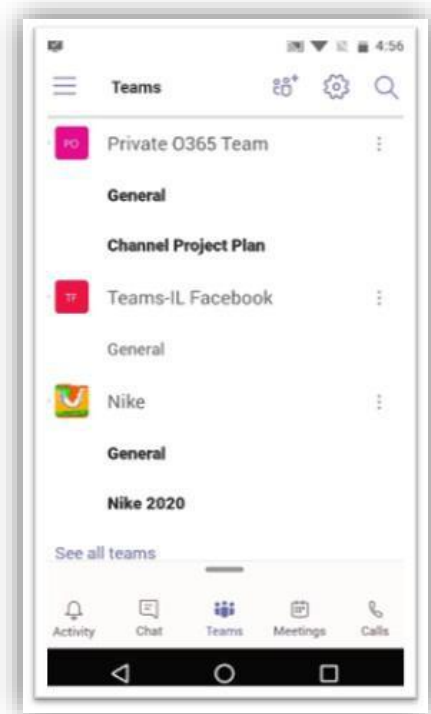 4:56
Teams
PO Private O365 Team
General
Channel Project Plan
TF Teams-IL Facebook
General
Nike
General
Nike 2020
See all teams
Activity Chat Teams Meetings Calls